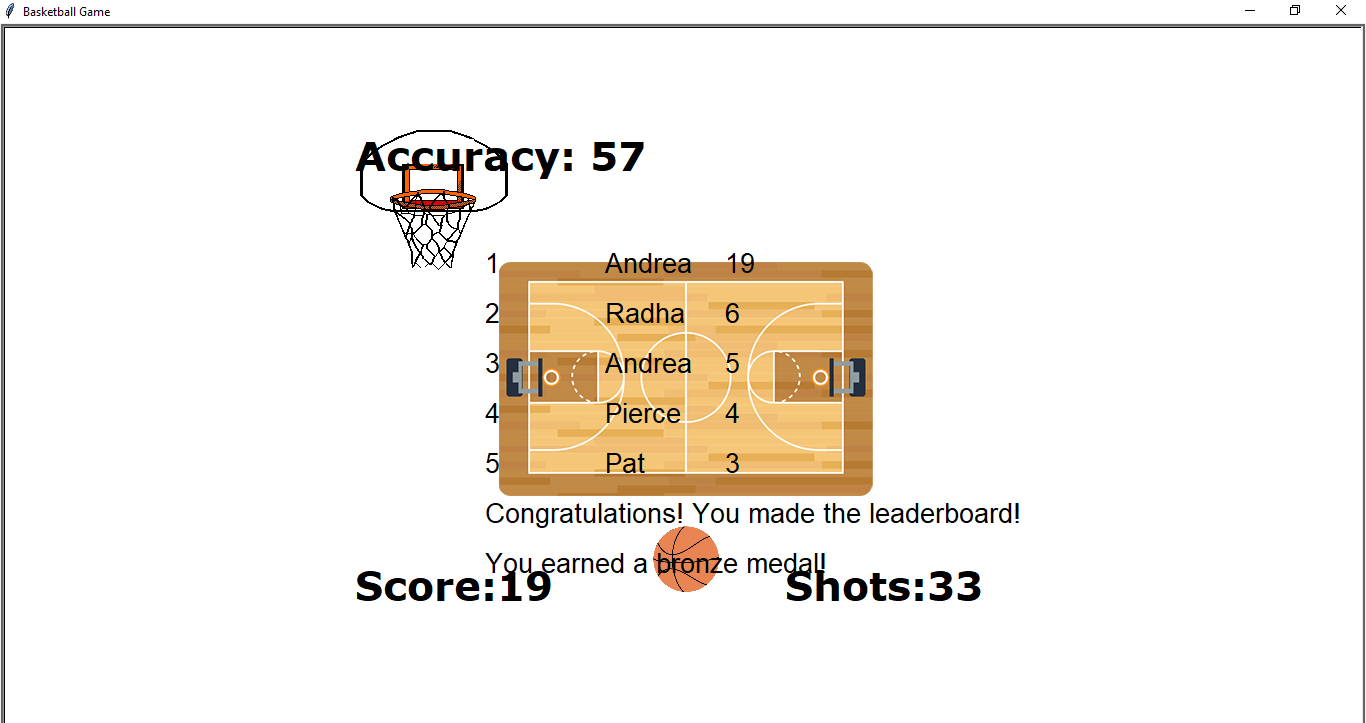 Basketball Game
Accuracy: 57
1 Andrea 19
2 Radha 6
3 Andrea 5
4 Pierce 4
5 Pat 3
Congratulations! You made the leaderboard!
You earned a bronze medal!
Score:19 Shots:33